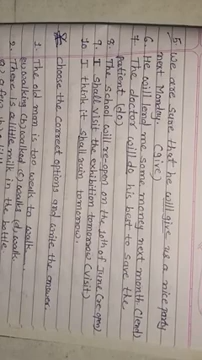 5. We are sure that he will give us a nice party
next Monday. (give)
6. He will lend me some money next month. (lend)
7. The doctor will do his best to save the
patient (do)
8. The school will re-open on the 10th of June (re-open)
9. I shall visit the exhibition tomorrow. (visit)
10. I think it shall rain tomorrow.
choose the correct options and write the answer.
1. The old man is too weak to walk.
(a) walking (b) walked (c) walks (d) walk
2. There is a little milk in the bottle.